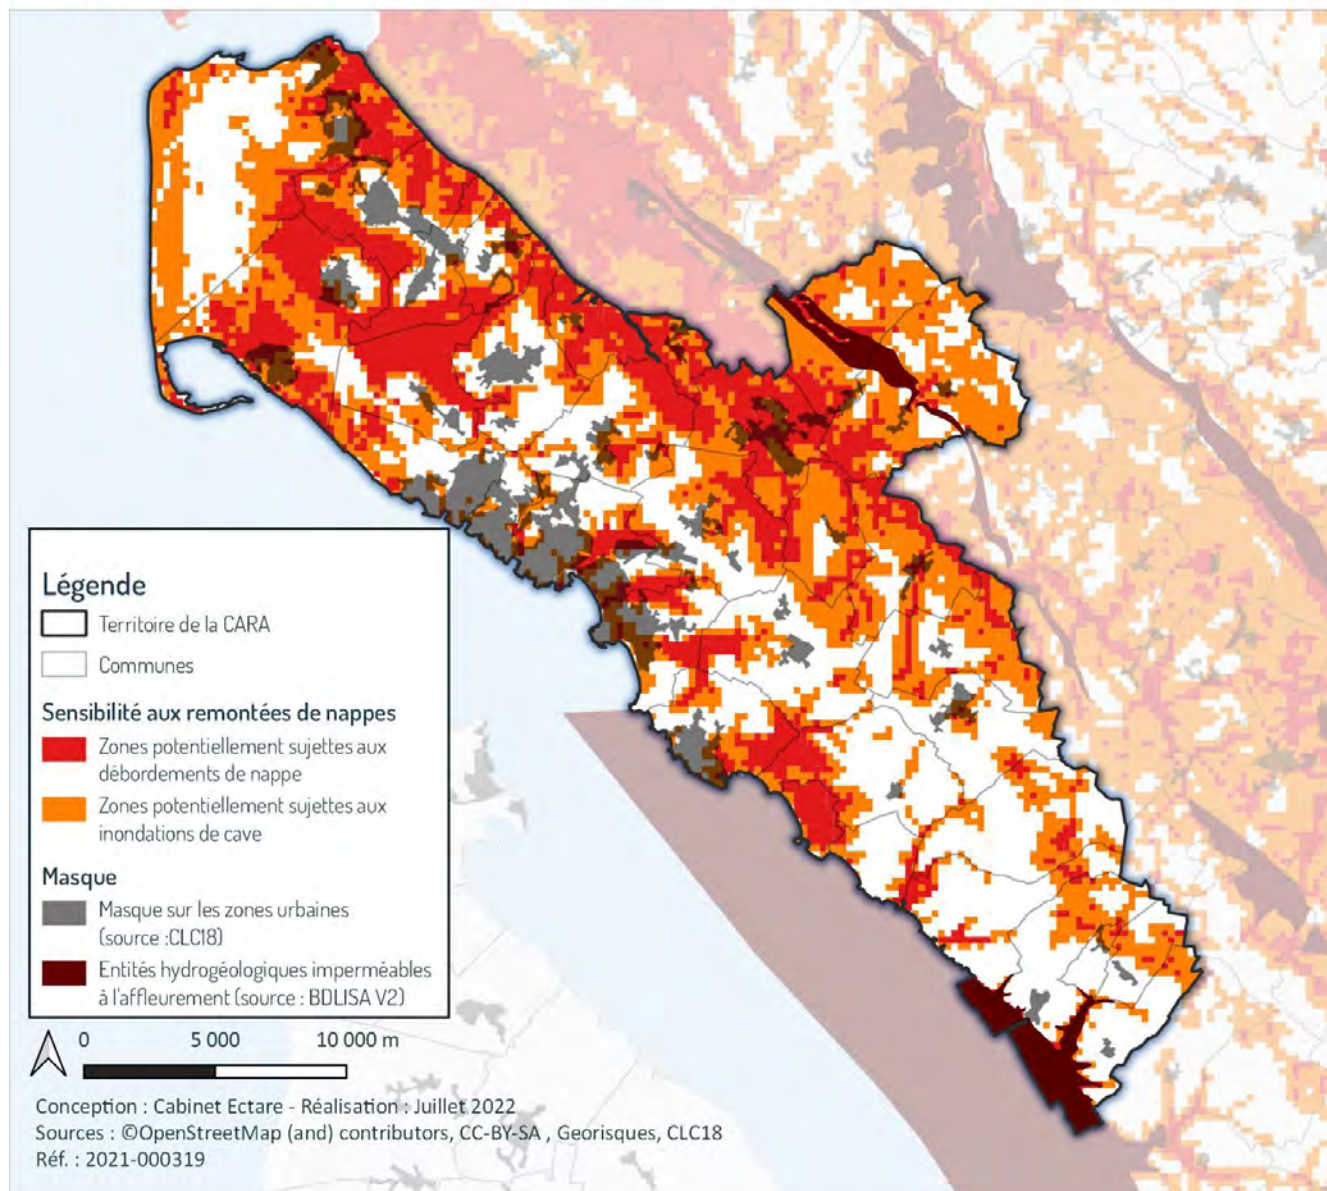 Légende
Territoire de la CARA
Communes
Sensibilité aux remontées de nappes
Zones potentiellement sujettes aux
débordements de nappe
Zones potentiellement sujettes aux
inondations de cave
Masque
Masque sur les zones urbaines
(source :CLC18)
Entités hydrogéologiques imperméables
à l'affleurement (source : BDLISA V2)
0 5 000 10 000 m
Conception : Cabinet Ectare - Réalisation : Juillet 2022
Sources : ©OpenStreetMap (and) contributors, CC-BY-SA , Georisques, CLC18
Réf. : 2021-000319